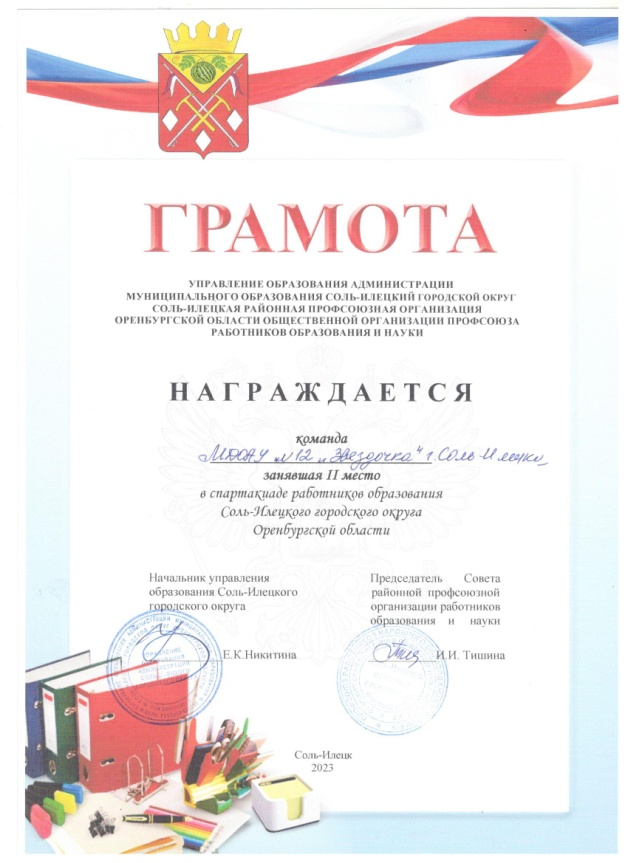 ГРАМОТА
УПРАВЛЕНИЕ ОБРАЗОВАНИЯ АДМИНИСТРАЦИИ
МУНИЦИПАЛЬНОГО ОБРАЗОВАНИЯ СОЛЬ-ИЛЕЦКИЙ ГОРОДСКОЙ ОКРУГ
СОЛЬ-ИЛЕЦКАЯ РАЙОННАЯ ПРОФСОЮЗНАЯ ОРГАНИЗАЦИЯ
ОРЕНБУРГСКОЙ ОБЛАСТИ ОБЩЕСТВЕННОЙ ОРГАНИЗАЦИИ ПРОФСОЮЗА
РАБОТНИКОВ ОБРАЗОВАНИЯ И НАУКИ
НАГРАЖДАЕТСЯ
команда
МДОАУ №12 „Звездочка" г. Соль-Илецка
занявшая II место
в спартакиаде работников образования
Соль-Илецкого городского округа
Оренбургской области
Начальник управления
образования Соль-Илецкого
городского округа
Е.К.Никитина
Председатель Совета
районной профсоюзной
организации работников
образования и науки
И.И. Тишина
Соль-Илецк
2023